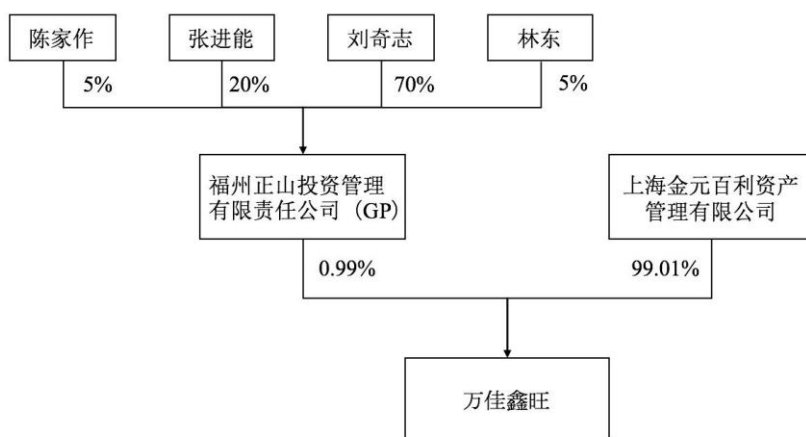 陈家作
张进能
刘奇志
林东
5%
20%
70%
5%
福州正山投资管理
有限责任公司（GP）
上海金元百利资产
管理有限公司
0.99%
99.01%
万佳鑫旺